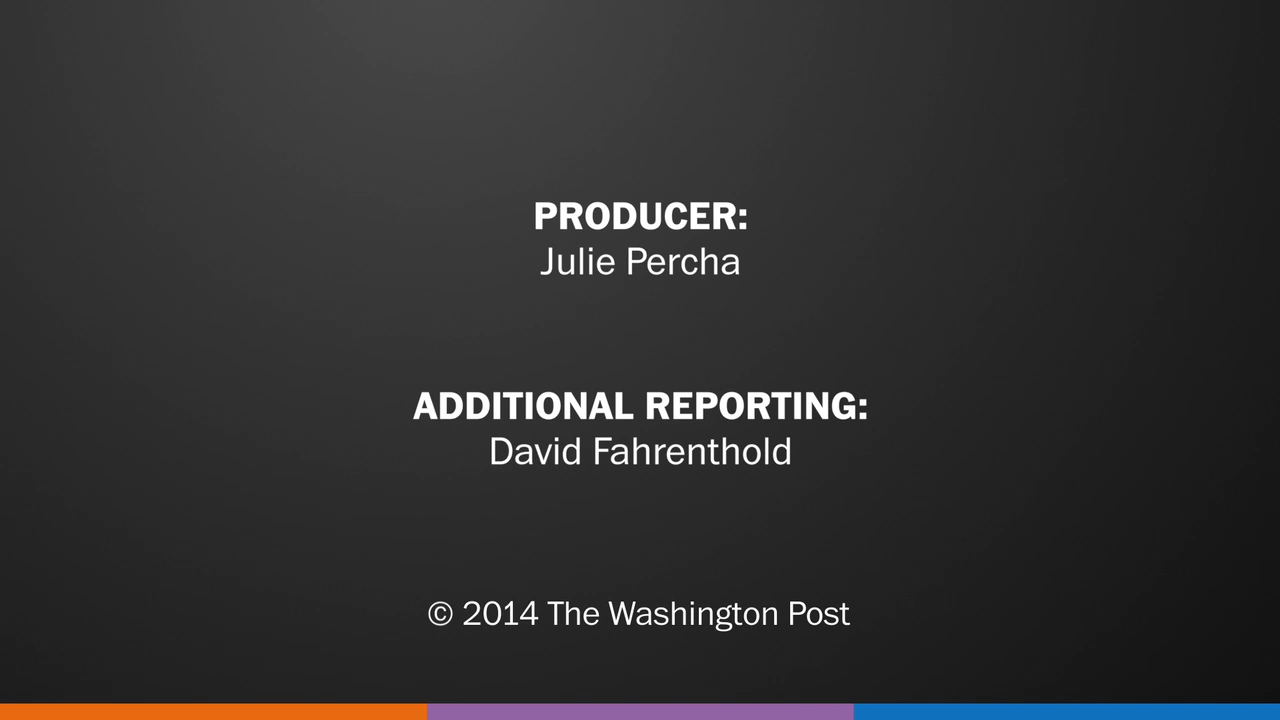 PRODUCER:
Julie Percha
ADDITIONAL REPORTING:
David Fahrenthold
© 2014 The Washington Post